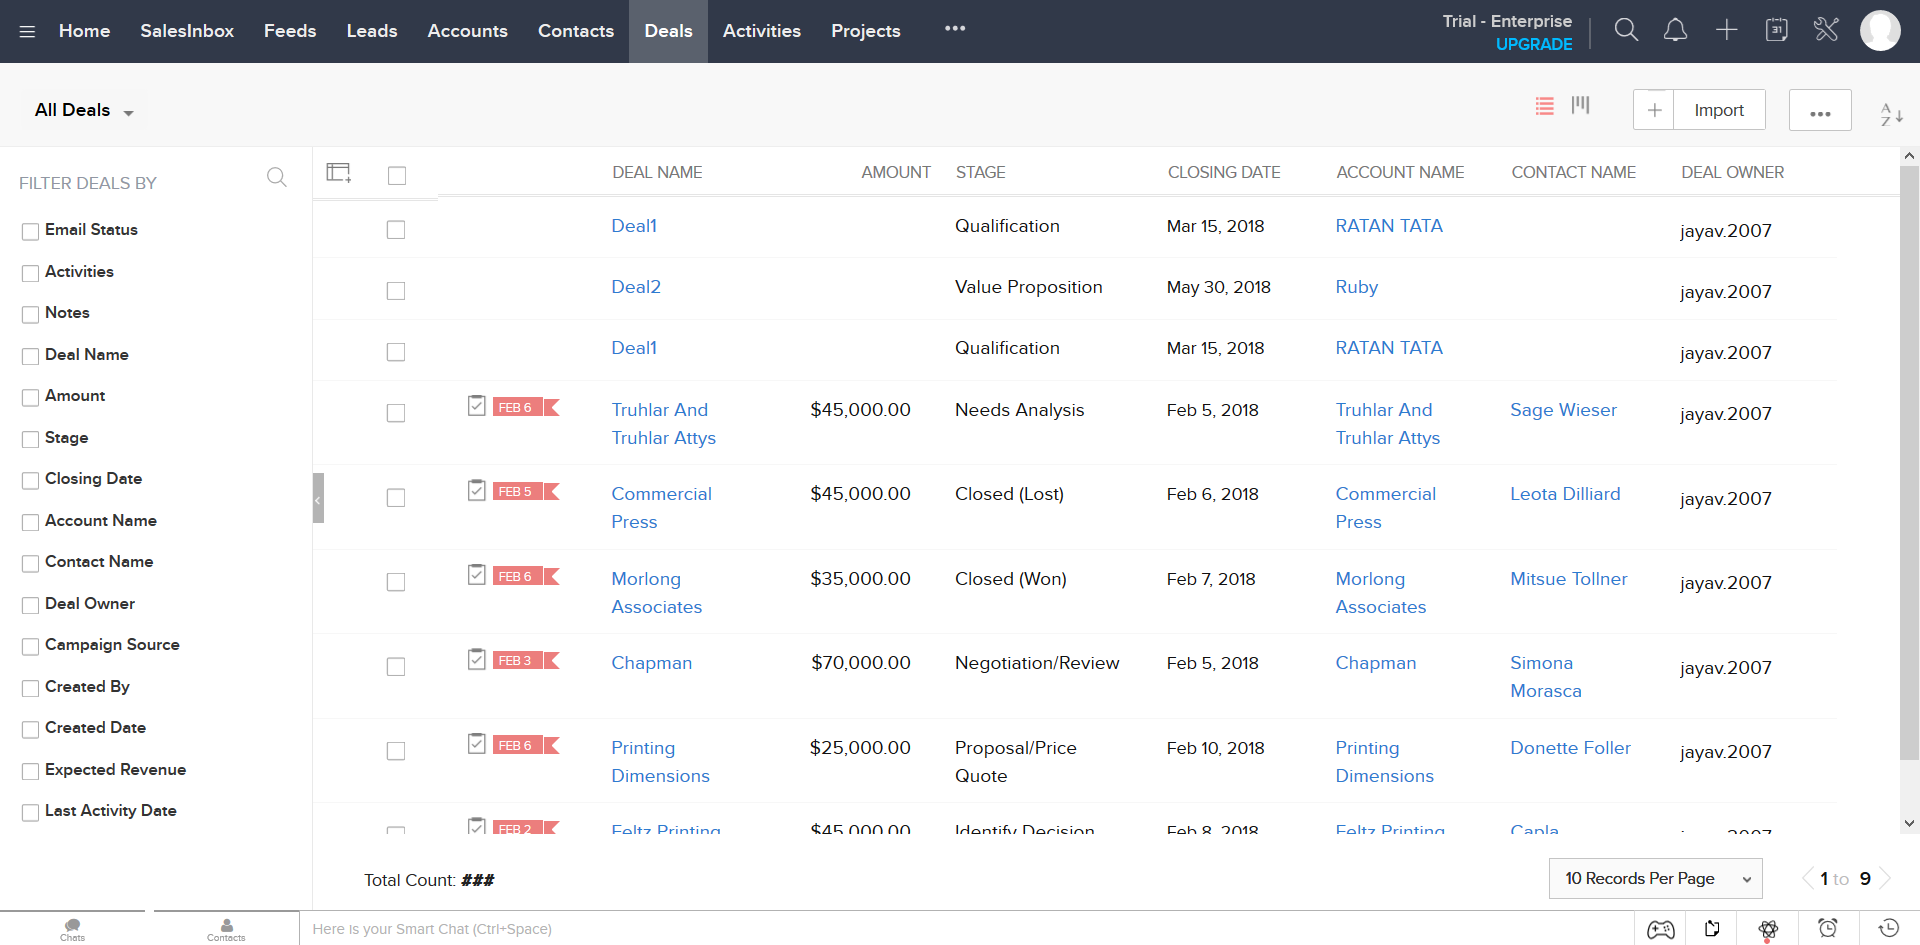 Home SalesInbox Feeds Leads Accounts Contacts Deals Activities Projects ••• Trial - Enterprise
UPGRADE
31
All Deals
Import ...
A
Z
FILTER DEALS BY
Email Status
Activities
Notes
Deal Name
Amount
Stage
Closing Date
Account Name
Contact Name
Deal Owner
Campaign Source
Created By
Created Date
Expected Revenue
Last Activity Date
DEAL NAME AMOUNT STAGE CLOSING DATE ACCOUNT NAME CONTACT NAME DEAL OWNER
Deal1 Qualification Mar 15, 2018 RATAN TATA jayav.2007
Deal2 Value Proposition May 30, 2018 Ruby jayav.2007
Deal1 Qualification Mar 15, 2018 RATAN TATA jayav.2007
FEB 6 Truhlar And $45,000.00 Needs Analysis Feb 5, 2018 Truhlar And Sage Wieser jayav.2007
Truhlar Attys Truhlar Attys
FEB 5 Commercial $45,000.00 Closed (Lost) Feb 6, 2018 Commercial Leota Dilliard jayav.2007
Press Press
FEB 6 Morlong $35,000.00 Closed (Won) Feb 7, 2018 Morlong Mitsue Tollner jayav.2007
Associates Associates
FEB 3 Chapman $70,000.00 Negotiation/Review Feb 5, 2018 Chapman Simona jayav.2007
Morasca
FEB 6 Printing $25,000.00 Proposal/Price Feb 10, 2018 Printing Donette Foller jayav.2007
Dimensions Quote Dimensions
FEB 2 Feltz Printing $45,000.00 Identify Decision Feb 8, 2018 Feltz Printing Capla jayav.2007
Total Count: ###
10 Records Per Page 1 to 9
Chats Contacts Here is your Smart Chat (Ctrl+Space)